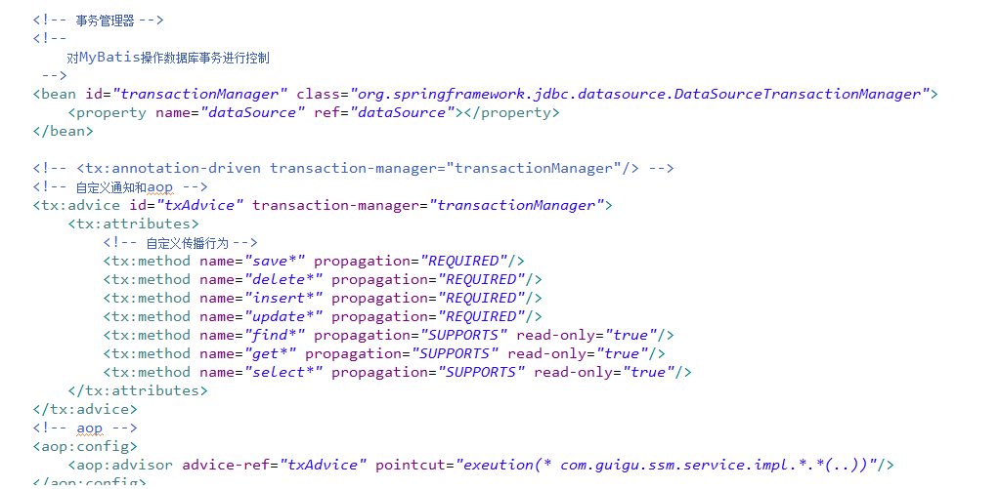 <!-- 事务管理器 -->
<!--
对MyBatis操作数据库事务进行控制
-->
<bean id="transactionManager" class="org.springframework.jdbc.datasource.DataSourceTransactionManager">
<property name="dataSource" ref="dataSource"></property>
</bean>
<!-- <tx:annotation-driven transaction-manager="transactionManager"/> -->
<!-- 自定义通知和aop -->
<tx:advice id="txAdvice" transaction-manager="transactionManager">
<tx:attributes>
<!-- 自定义传播行为 -->
<tx:method name="save*" propagation="REQUIRED"/>
<tx:method name="delete*" propagation="REQUIRED"/>
<tx:method name="insert*" propagation="REQUIRED"/>
<tx:method name="update*" propagation="REQUIRED"/>
<tx:method name="find*" propagation="SUPPORTS" read-only="true"/>
<tx:method name="get*" propagation="SUPPORTS" read-only="true"/>
<tx:method name="select*" propagation="SUPPORTS" read-only="true"/>
</tx:attributes>
</tx:advice>
<!-- aop -->
<aop:config>
<aop:advisor advice-ref="txAdvice" pointcut="exeution(* com.guigu.ssm.service.impl.*.*(..))"/>
</aop:config>